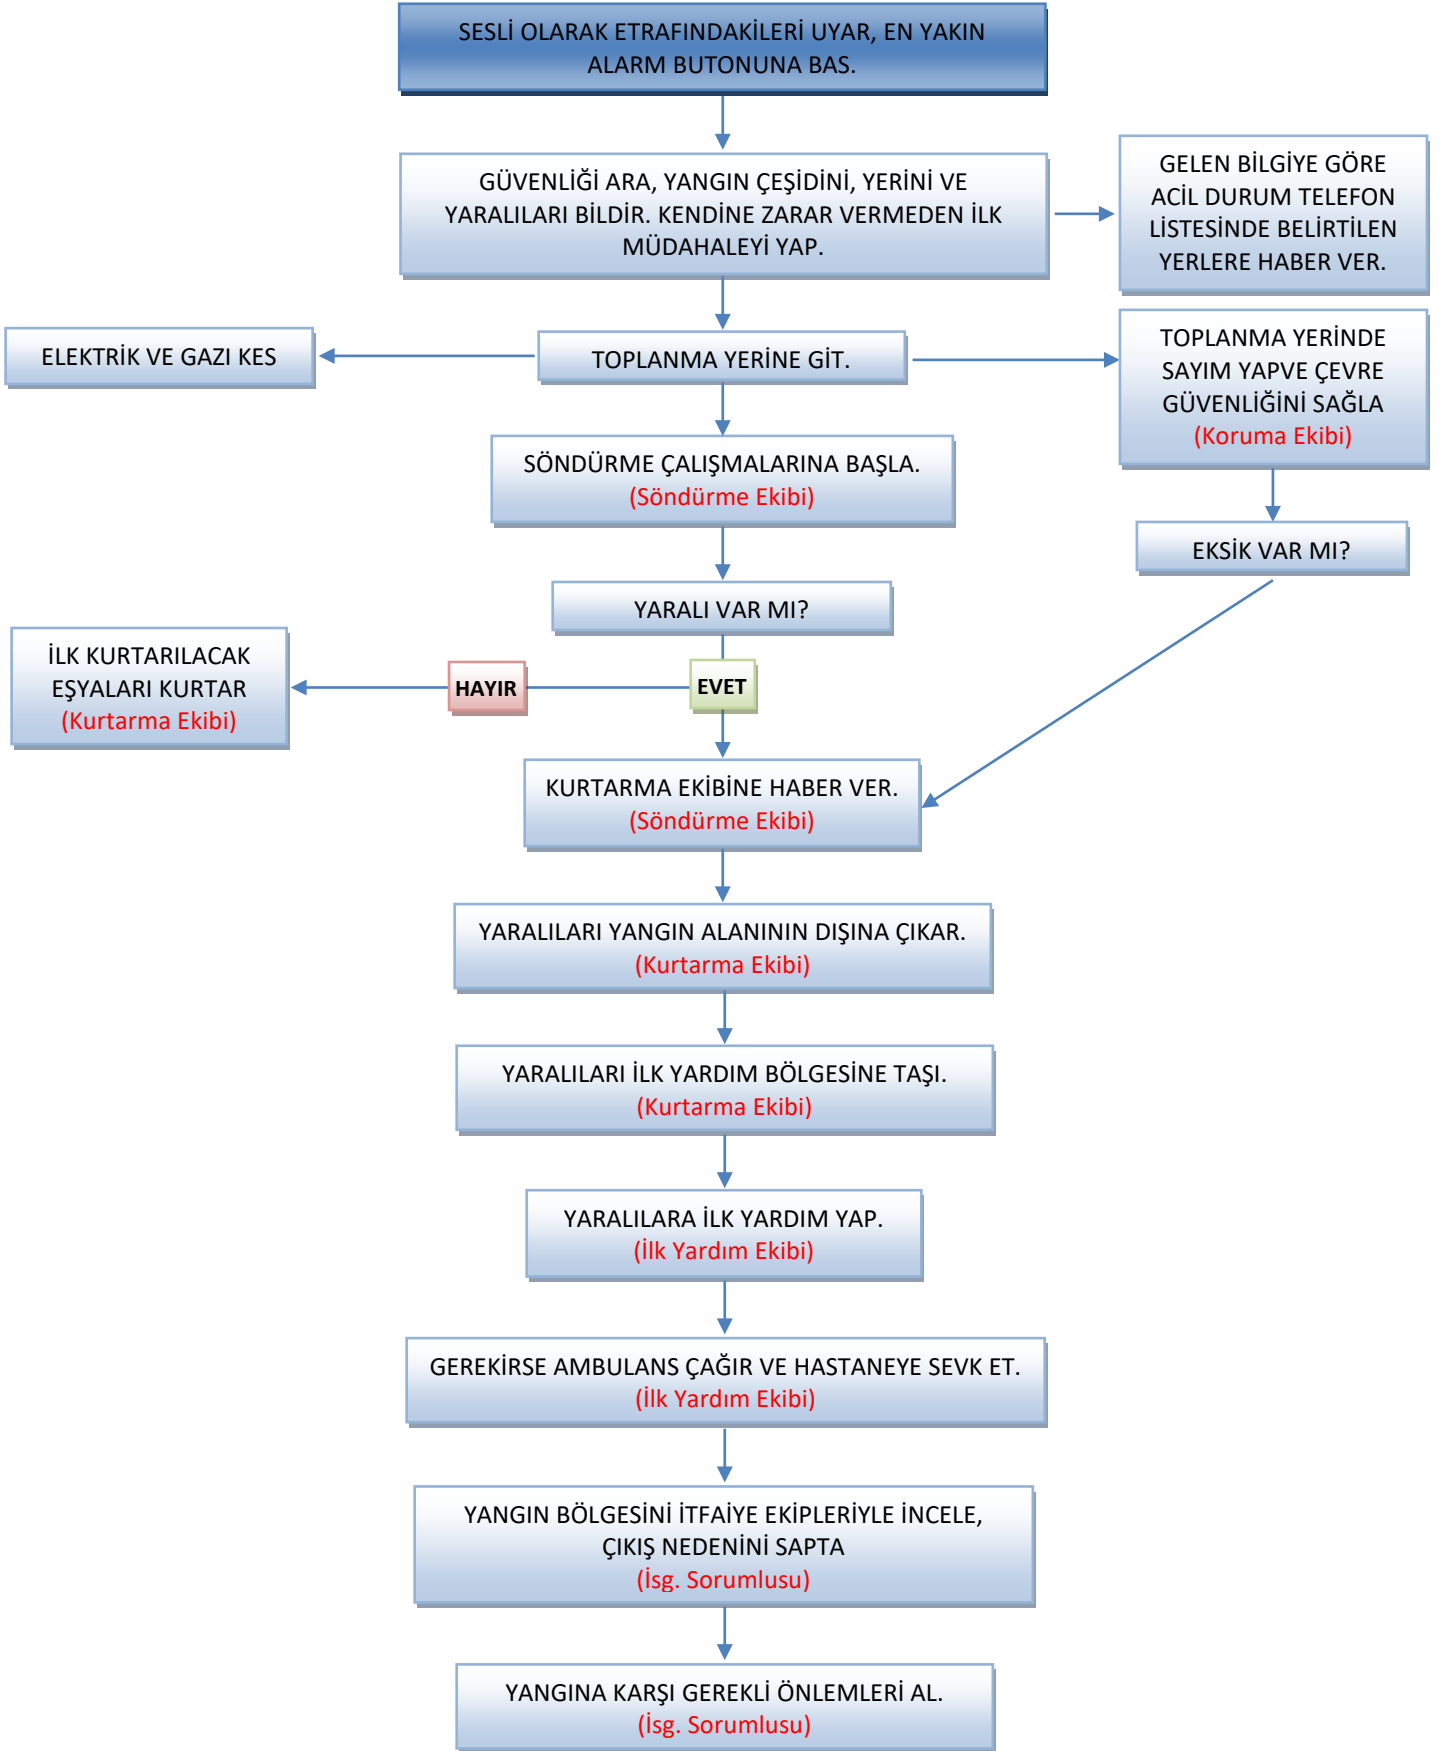 SESLİ OLARAK ETRAFINDAKİLERİ UYAR, EN YAKIN
ALARM BUTONUNA BAS.
GÜVENLİĞİ ARA, YANGIN ÇEŞİDİNİ, YERİNİ VE
YARALILARI BİLDİR. KENDİNE ZARAR VERMEDEN İLK
MÜDAHALEYİ YAP.
GELEN BİLGİYE GÖRE
ACİL DURUM TELEFON
LİSTESİNDE BELİRTİLEN
YERLERE HABER VER.
ELEKTRİK VE GAZI KES
TOPLANMA YERİNE GİT.
TOPLANMA YERİNDE
SAYIM YAPVE ÇEVRE
GÜVENLİĞİNİ SAĞLA
(Koruma Ekibi)
SÖNDÜRME ÇALIŞMALARINA BAŞLA.
(Söndürme Ekibi)
EKSİK VAR MI?
YARALI VAR MI?
İLK KURTARILACAK
EŞYALARI KURTAR
(Kurtarma Ekibi)
HAYIR
EVET
KURTARMA EKİBİNE HABER VER.
(Söndürme Ekibi)
YARALILARI YANGIN ALANININ DIŞINA ÇIKAR.
(Kurtarma Ekibi)
YARALILARI İLK YARDIM BÖLGESİNE TAŞI.
(Kurtarma Ekibi)
YARALILARA İLK YARDIM YAP.
(İlk Yardım Ekibi)
GEREKİRSE AMBULANS ÇAĞIR VE HASTANEYE SEVK ET.
(İlk Yardım Ekibi)
YANGIN BÖLGESİNİ İTFAİYE EKİPLERİYLE İNCELE,
ÇIKIŞ NEDENİNİ SAPTA
(İsg. Sorumlusu)
YANGINA KARŞI GEREKLİ ÖNLEMLERİ AL.
(İsg. Sorumlusu)